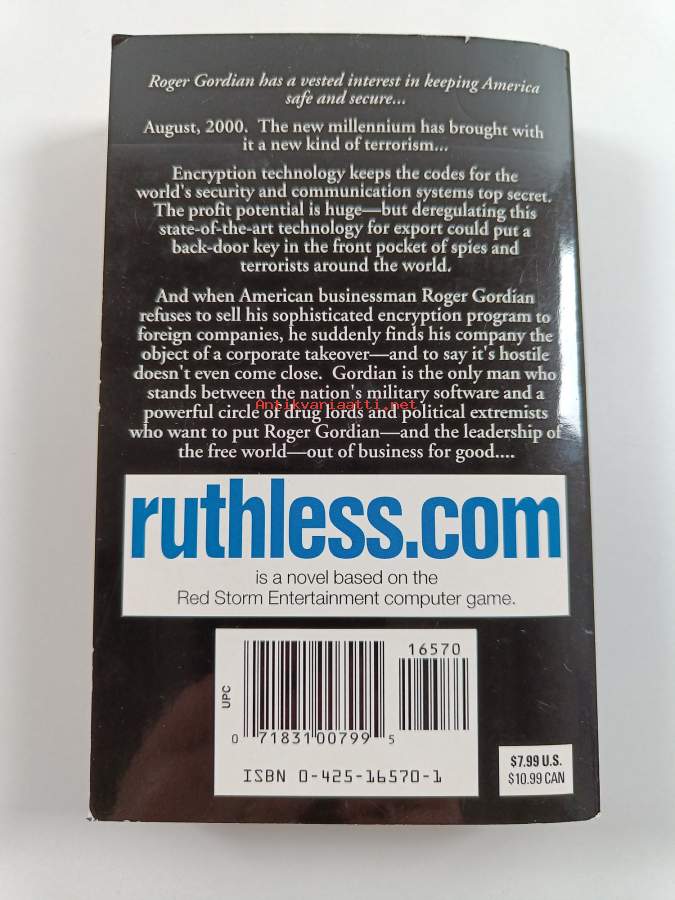 Roger Gordian has a vested interest in keeping America
safe and secure...
August, 2000. The new millennium has brought with
it a new kind of terrorism...
Encryption technology keeps the codes for the
world's security and communication systems top secret.
The profit potential is huge—but deregulating this
state-of-the-art technology for export could put a
back-door key in the front pocket of spies and
terrorists around the world.
And when American businessman Roger Gordian
refuses to sell his sophisticated encryption program to
foreign companies, he suddenly finds his company the
object of a corporate takeover—and to say it's hostile
doesn't even come close. Gordian is the only man who
stands between the nation's military software and a
Antikvariaatti.net
powerful circle of drug lords and political extremists
who want to put Roger Gordian—and the leadership of
the free world—out of business for good....
ruthless.com
is a novel based on the
Red Storm Entertainment computer game.
16570
UPC
0 71831 00799 5
ISBN 0-425-16570-1
$7.99 U.S.
$10.99 CAN